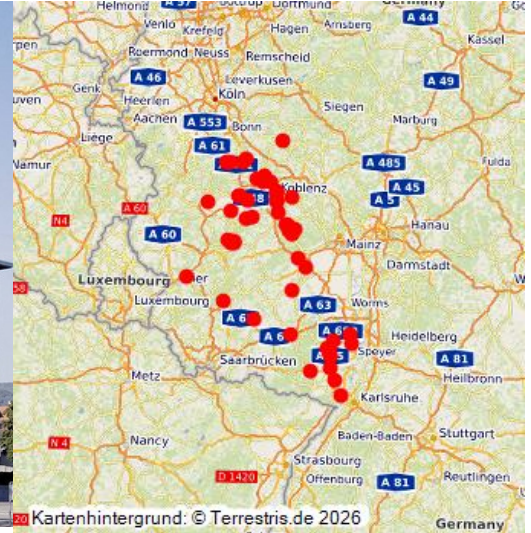 Helmond
Dortmund
Germany
A 44
Venlo
Krefeld
Hagen
Arnsberg
Kassel
Roermond
Neuss
Remscheid
A 46
A 49
Genk
Heerlen
Leverkusen
Köln
Siegen
Aachen
A 553
Bonn
Marburg
Liège
A 61
Namur
A 485
Fulda
Koblenz
A 45
N4
A 60
A 60
Hanau
Mainz
Darmstadt
Luxembourg
Luxembourg
A 63
Worms
Heidelberg
Saarbrücken
Speyer
A 81
Heilbronn
Metz
Karlsruhe
N 4
Nancy
Baden-Baden
Stuttgart
D 1420
Strasbourg
Offenburg
A 81
Reutlingen
Kartenhintergrund: © Terrestris.de 2026
Germany